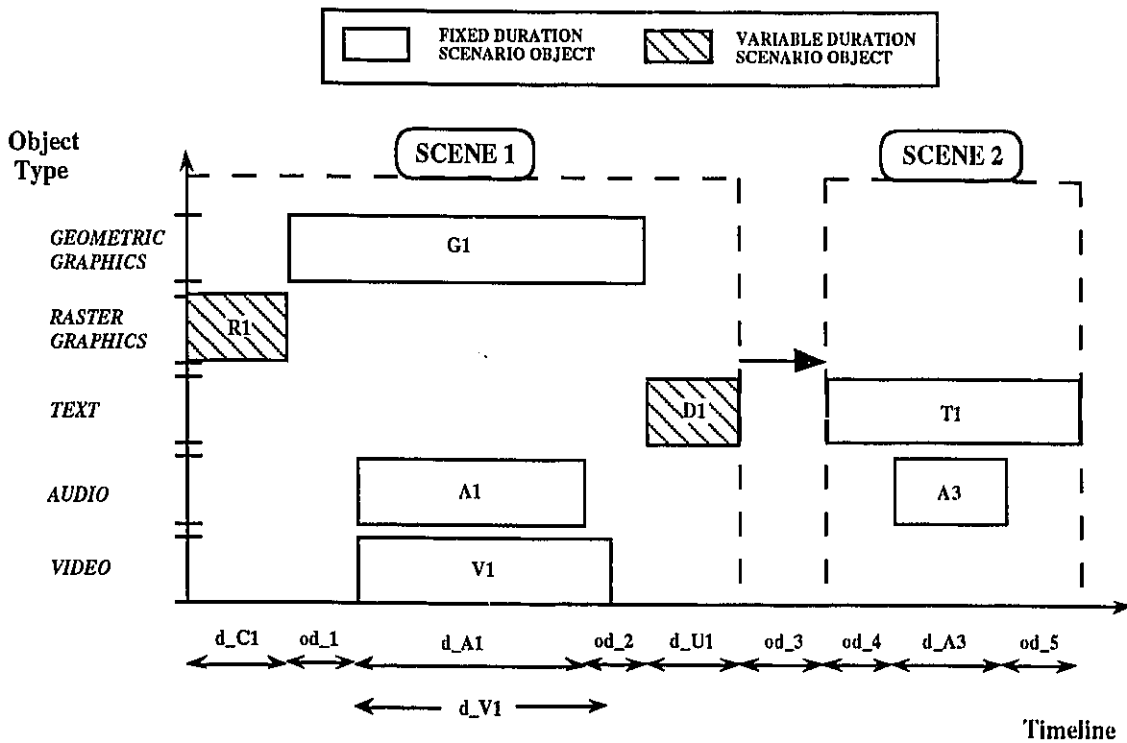 FIXED DURATION
SCENARIO OBJECT
VARIABLE DURATION
SCENARIO OBJECT
Object
Type
SCENE 1
SCENE 2
GEOMETRIC
GRAPHICS
G1
RASTER
GRAPHICS
R1
TEXT
D1
T1
AUDIO
A1
A3
VIDEO
V1
d_C1
od_1
d_A1
od_2
d_U1
od_3
od_4
d_A3
od_5
d_V1
Timeline